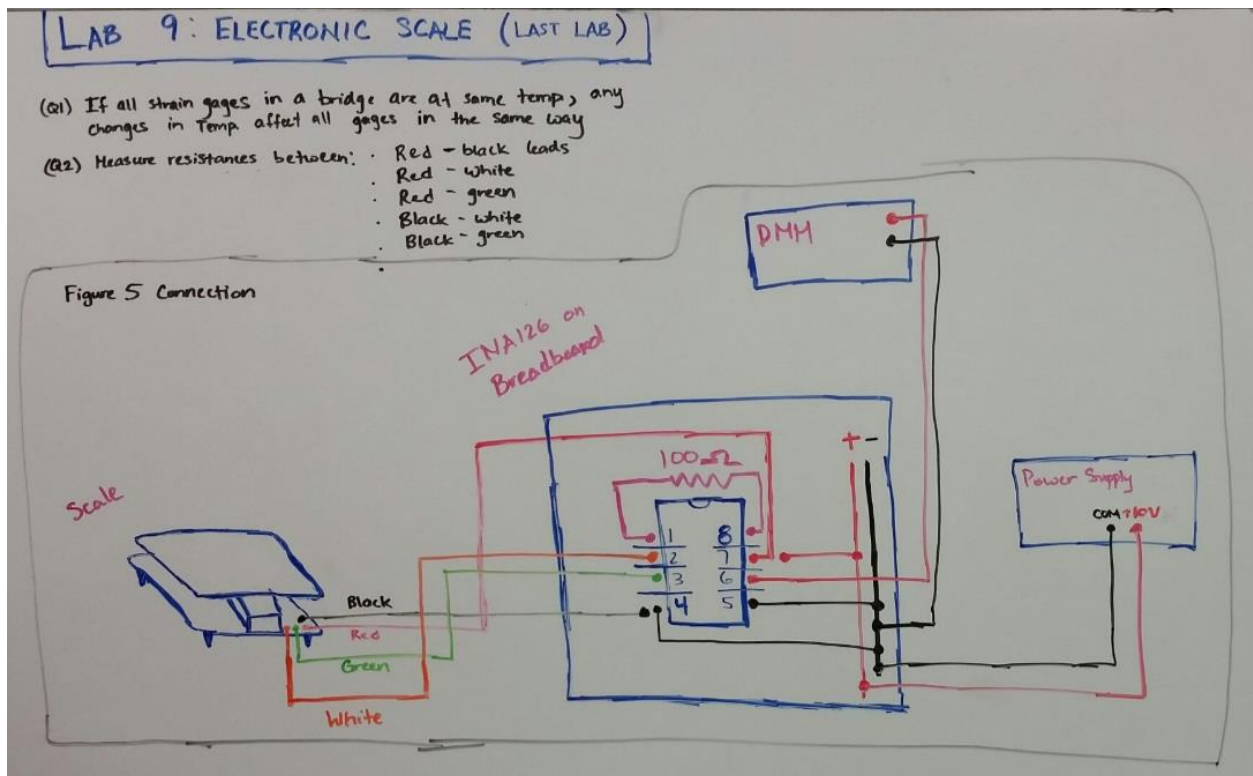 LAB 9: ELECTRONIC SCALE (LAST LAB)
(Q1) If all strain gages in a bridge are at same temp, any
changes in Temp affect all gages in the same way
(Q2) Measure resistances between: · Red - black leads
· Red - white
· Red - green
· Black - white
· Black - green
·
Figure 5 Connection
DMM
INA126 on
Breadboard
+ -
100Ω
Power Supply
COM +10V
Scale
1 8
2 7
3 6
4 5
Black
Red
Green
White